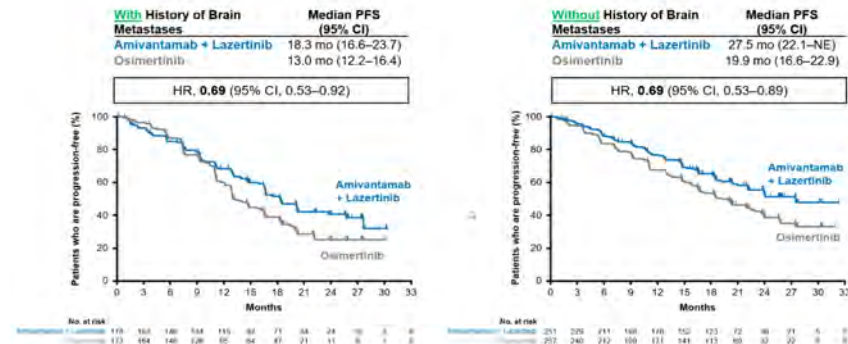 With History of Brain Metastases
Median PFS (95% CI)
Amivantamab + Lazertinib 18.3 mo (16.6–23.7)
Osimertinib 13.0 mo (12.2–16.4)
HR, 0.69 (95% CI, 0.53–0.92)
Patients who are progression-free (%)
100
80
60
40
20
0
Amivantamab
+ Lazertinib
Osimertinib
0 3 6 9 12 15 18 21 24 27 30 33
Months
No. at risk
Without History of Brain Metastases
Median PFS (95% CI)
Amivantamab + Lazertinib 27.5 mo (22.1–NE)
Osimertinib 19.9 mo (16.6–22.9)
HR, 0.69 (95% CI, 0.53–0.89)
Patients who are progression-free (%)
100
80
60
40
20
0
Amivantamab
+ Lazertinib
Osimertinib
0 3 6 9 12 15 18 21 24 27 30 33
Months
No. at risk